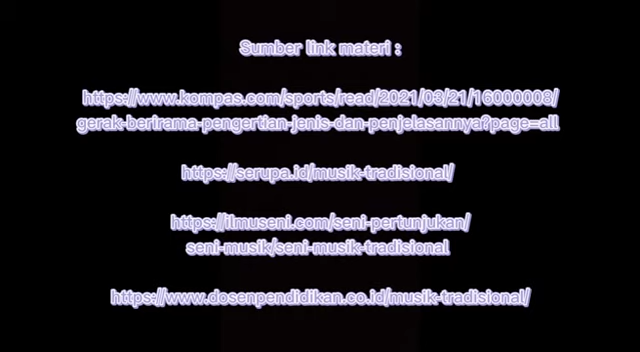 Sumber link materi :
https://www.kompas.com/sports/read/2021/03/21/16000008/
gerak-berirama-pengertian-jenis-dan-penjelasannya?page=all
https://serupa.id/musik-tradisional/
https://ilmuseni.com/seni-pertunjukan/
seni-musik/seni-musik-tradisional
https://www.dosenpendidikan.co.id/musik-tradisional/